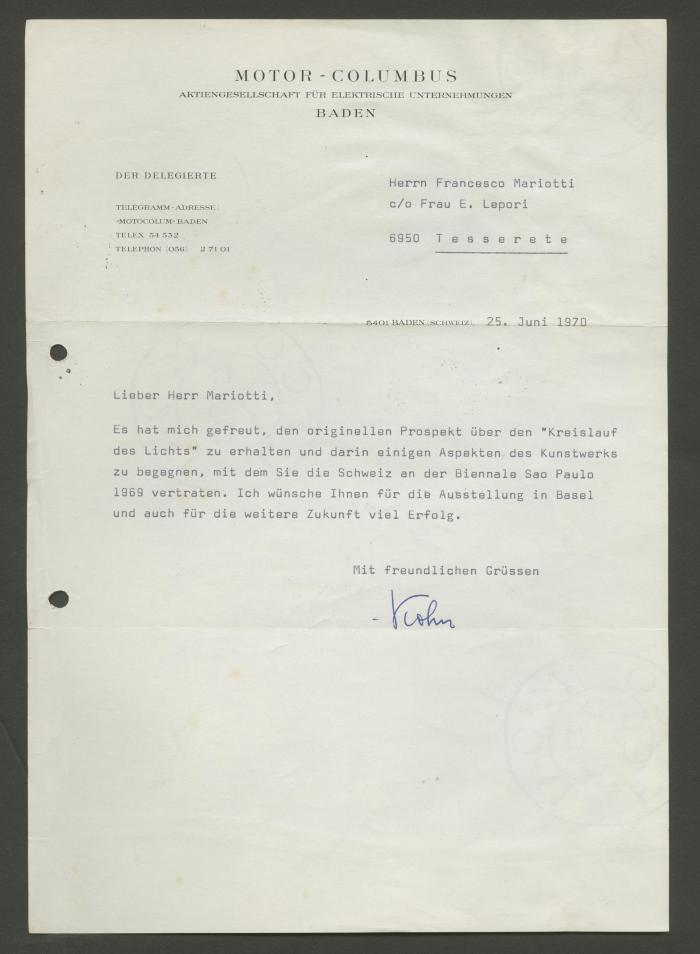 MOTOR - COLUMBUS
AKTIENGESELLSCHAFT FÜR ELEKTRISCHE UNTERNEHMUNGEN
BADEN
DER DELEGIERTE
TELEGRAMM-ADRESSE:
«MOTOCOLUM» BADEN
TELEX 54 532
TELEPHON (056) 2 71 01
Herrn Francesco Mariotti
c/o Frau E. Lepori
6950 T e s s e r e t e
5401 BADEN (SCHWEIZ), 25. Juni 1970
Lieber Herr Mariotti,
Es hat mich gefreut, den originellen Prospekt über den "Kreislauf
des Lichts" zu erhalten und darin einigen Aspekten des Kunstwerks
zu begegnen, mit dem Sie die Schweiz an der Biennale Sao Paulo
1969 vertraten. Ich wünsche Ihnen für die Ausstellung in Basel
und auch für die weitere Zukunft viel Erfolg.
Mit freundlichen Grüssen